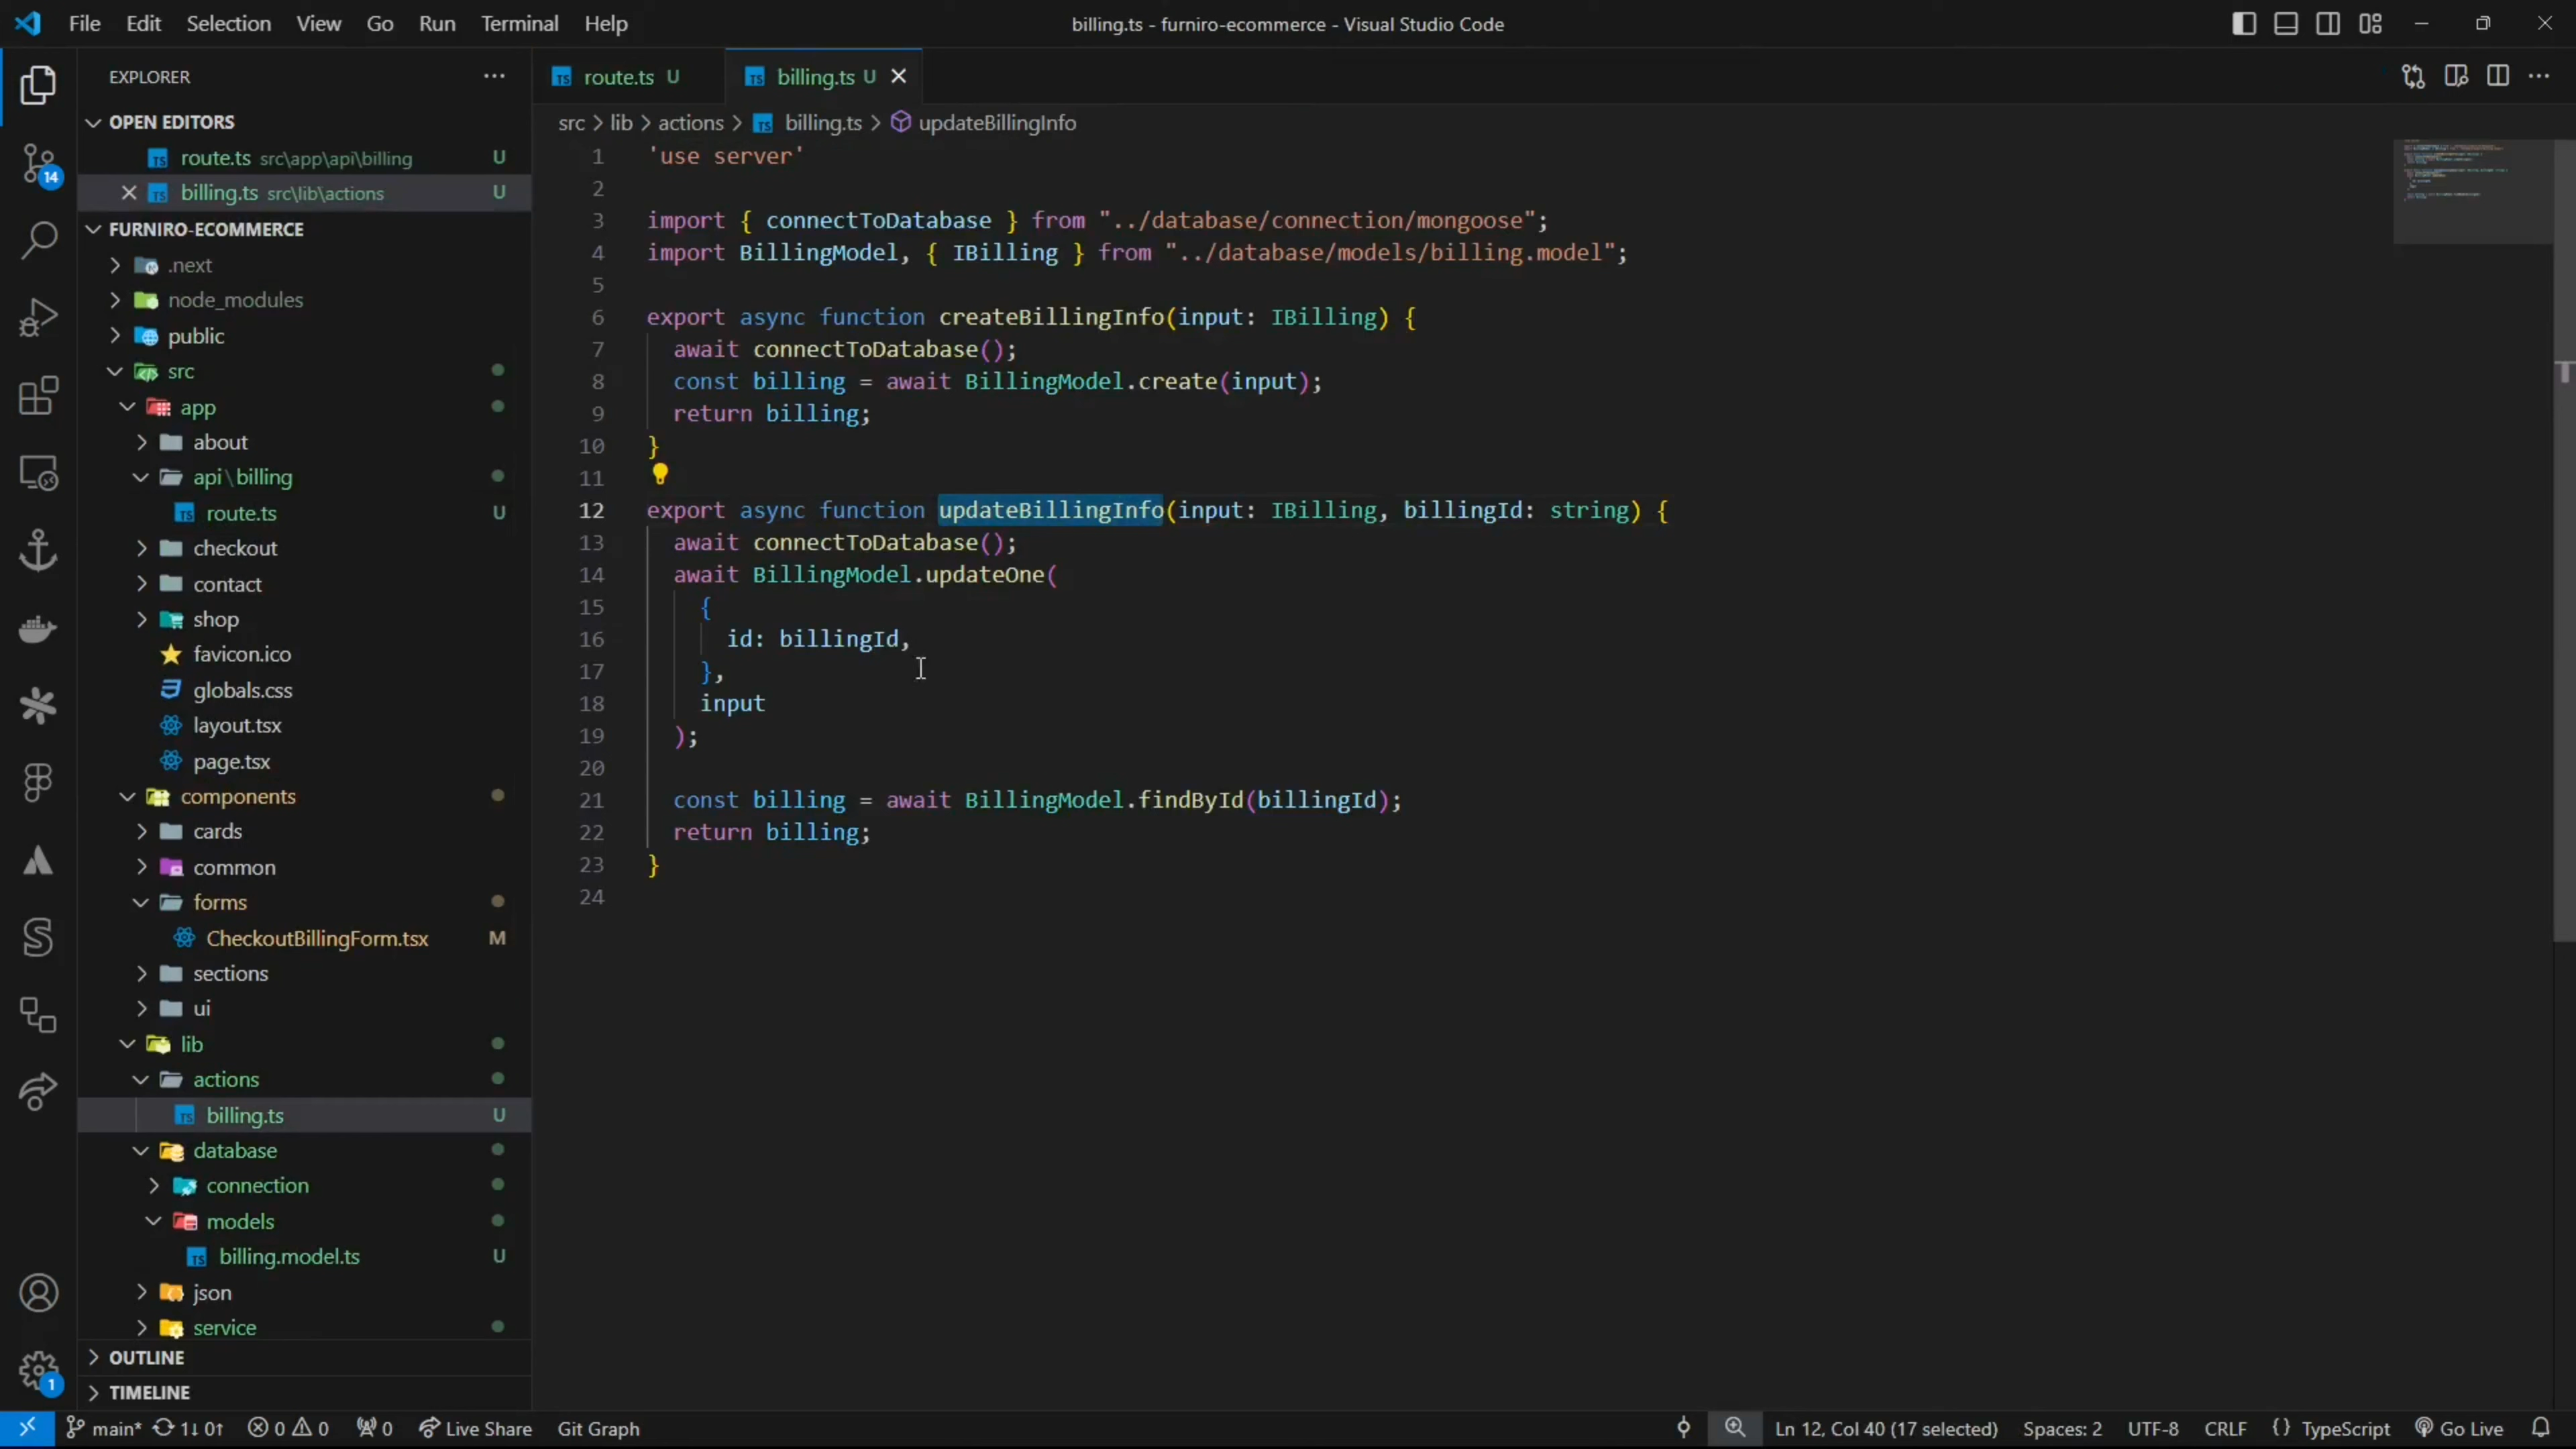 File Edit Selection View Go Run Terminal Help
billing.ts - furniro-ecommerce - Visual Studio Code
EXPLORER
OPEN EDITORS
route.ts src\app\api\billing U
billing.ts src\lib\actions U
FURNIRO-ECOMMERCE
.next
node_modules
public
src
app
about
api\billing
route.ts U
checkout
contact
shop
favicon.ico
globals.css
layout.tsx
page.tsx
components
cards
common
forms
CheckoutBillingForm.tsx M
sections
ui
lib
actions
billing.ts U
database
connection
models
billing.model.ts U
json
service
OUTLINE
TIMELINE
14
1
route.ts U
billing.ts U
src > lib > actions > billing.ts > updateBillingInfo
1 'use server'
2
3 import { connectToDatabase } from "../database/connection/mongoose";
4 import BillingModel, { IBilling } from "../database/models/billing.model";
5
6 export async function createBillingInfo(input: IBilling) {
7 await connectToDatabase();
8 const billing = await BillingModel.create(input);
9 return billing;
10 }
11
12 export async function updateBillingInfo(input: IBilling, billingId: string) {
13 await connectToDatabase();
14 await BillingModel.updateOne(
15 {
16 id: billingId,
17 },
18 input
19 );
20
21 const billing = await BillingModel.findById(billingId);
22 return billing;
23 }
24
main* 1↓ 0↑ 0 0 0 Live Share Git Graph
Ln 12, Col 40 (17 selected) Spaces: 2 UTF-8 CRLF {} TypeScript Go Live